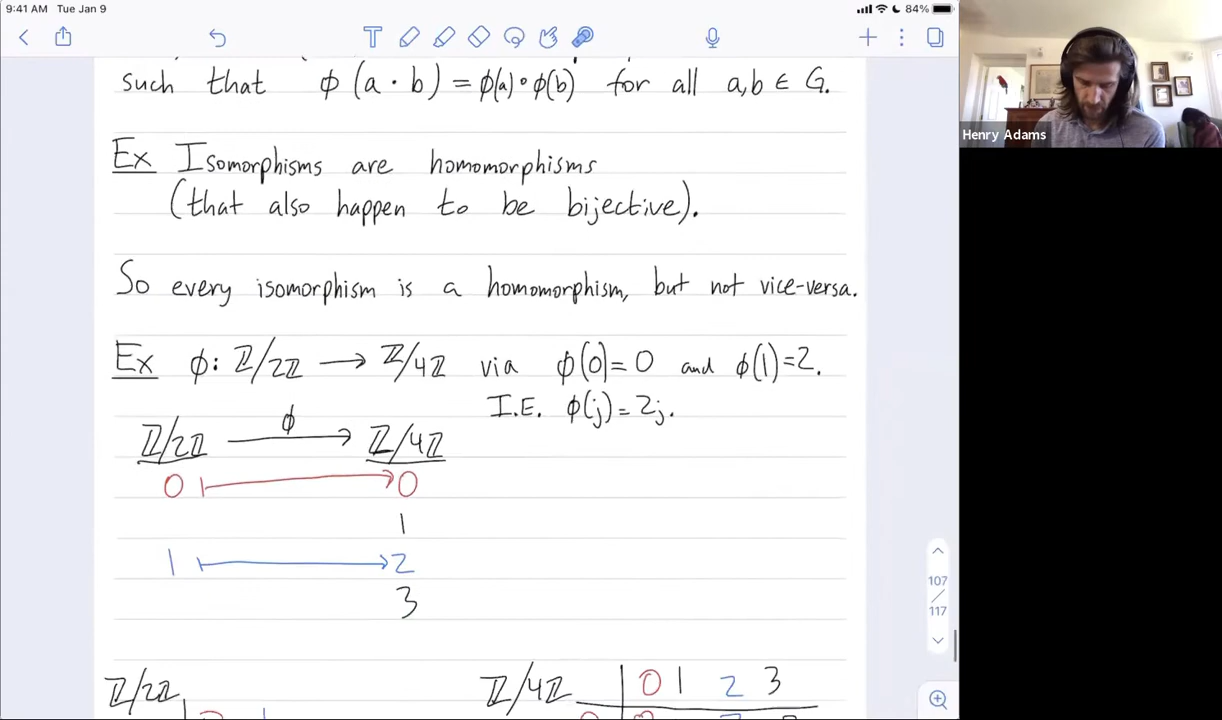 9:41 AM Tue Jan 9
84%
such that ϕ(a · b) = ϕ(a) ∘ ϕ(b) for all a,b ∈ G.
Henry Adams
Ex Isomorphisms are homomorphisms
(that also happen to be bijective).
So every isomorphism is a homomorphism, but not vice-versa.
Ex ϕ: ℤ/2ℤ → ℤ/4ℤ via ϕ(0)=0 and ϕ(1)=2.
I.E. ϕ(j)=2j.
ℤ/2ℤ ϕ→ ℤ/4ℤ
0 ↦ 0
1
1 ↦ 2
3
107
/
117
ℤ/2ℤ
ℤ/4ℤ | 0 1 2 3